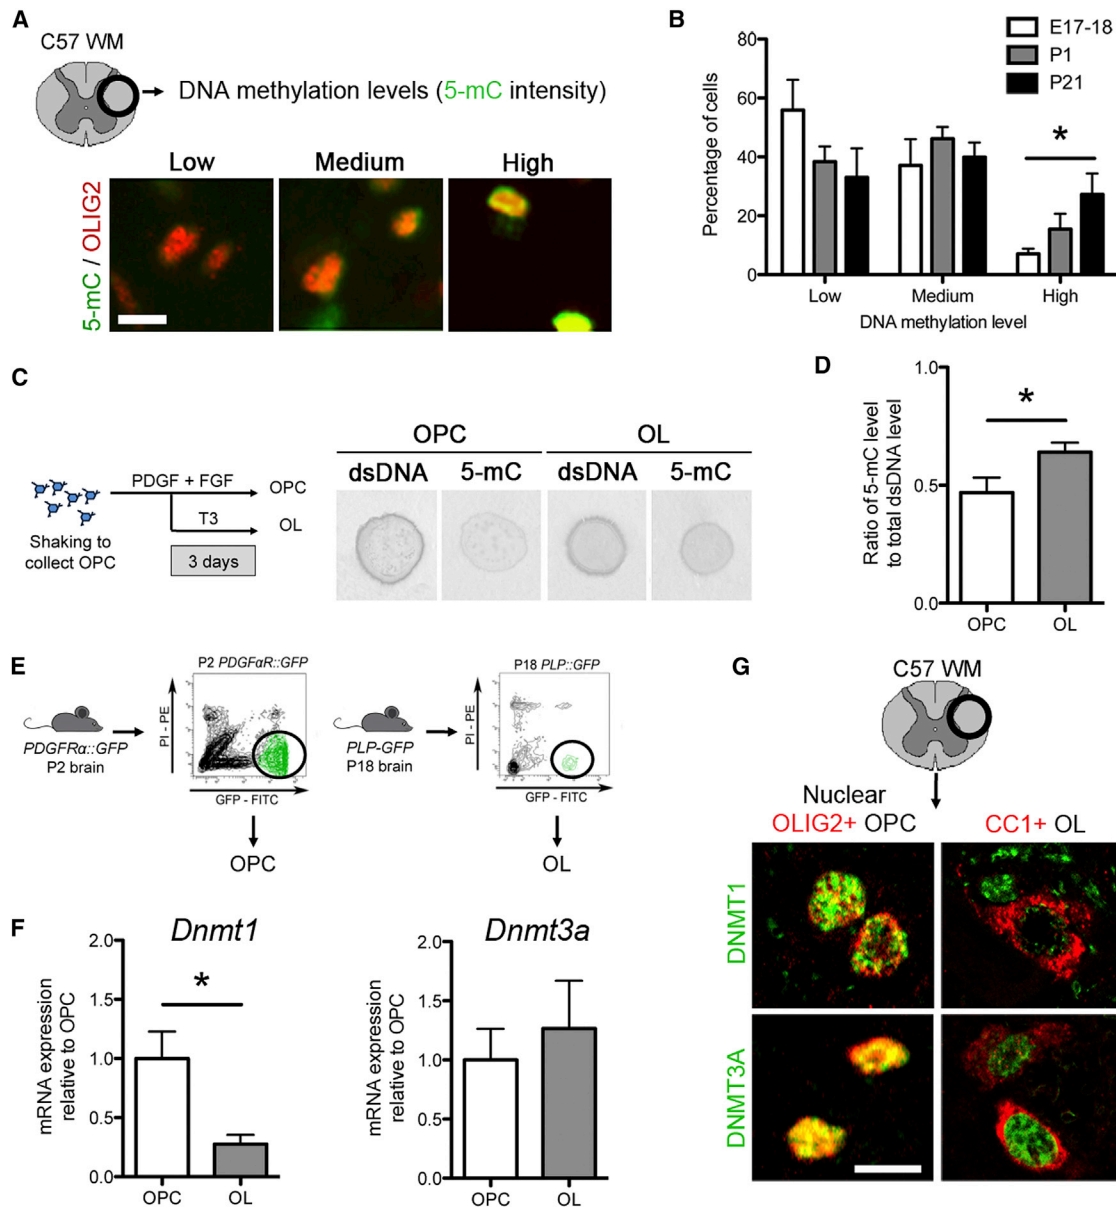 A
C57 WM
DNA methylation levels (5-mC intensity)
Low
Medium
High
5-mC / OLIG2
B
E17-18
P1
P21
80
60
40
20
0
*
Percentage of cells
Low
Medium
High
DNA methylation level
C
Shaking to
collect OPC
PDGF + FGF
T3
3 days
OPC
OL
OPC
OL
dsDNA
5-mC
dsDNA
5-mC
D
1.0
0.5
0.0
*
Ratio of 5-mC level
to total dsDNA level
OPC
OL
E
PDGFRα::GFP
P2 brain
P2 PDGFαR::GFP
PI - PE
GFP - FITC
OPC
PLP-GFP
P18 brain
P18 PLP::GFP
PI - PE
GFP - FITC
OL
F
Dnmt1
2.0
1.5
1.0
0.5
0.0
*
mRNA expression
relative to OPC
OPC
OL
Dnmt3a
2.0
1.5
1.0
0.5
0.0
mRNA expression
relative to OPC
OPC
OL
G
C57 WM
Nuclear
OLIG2+ OPC
CC1+ OL
DNMT1
DNMT3A